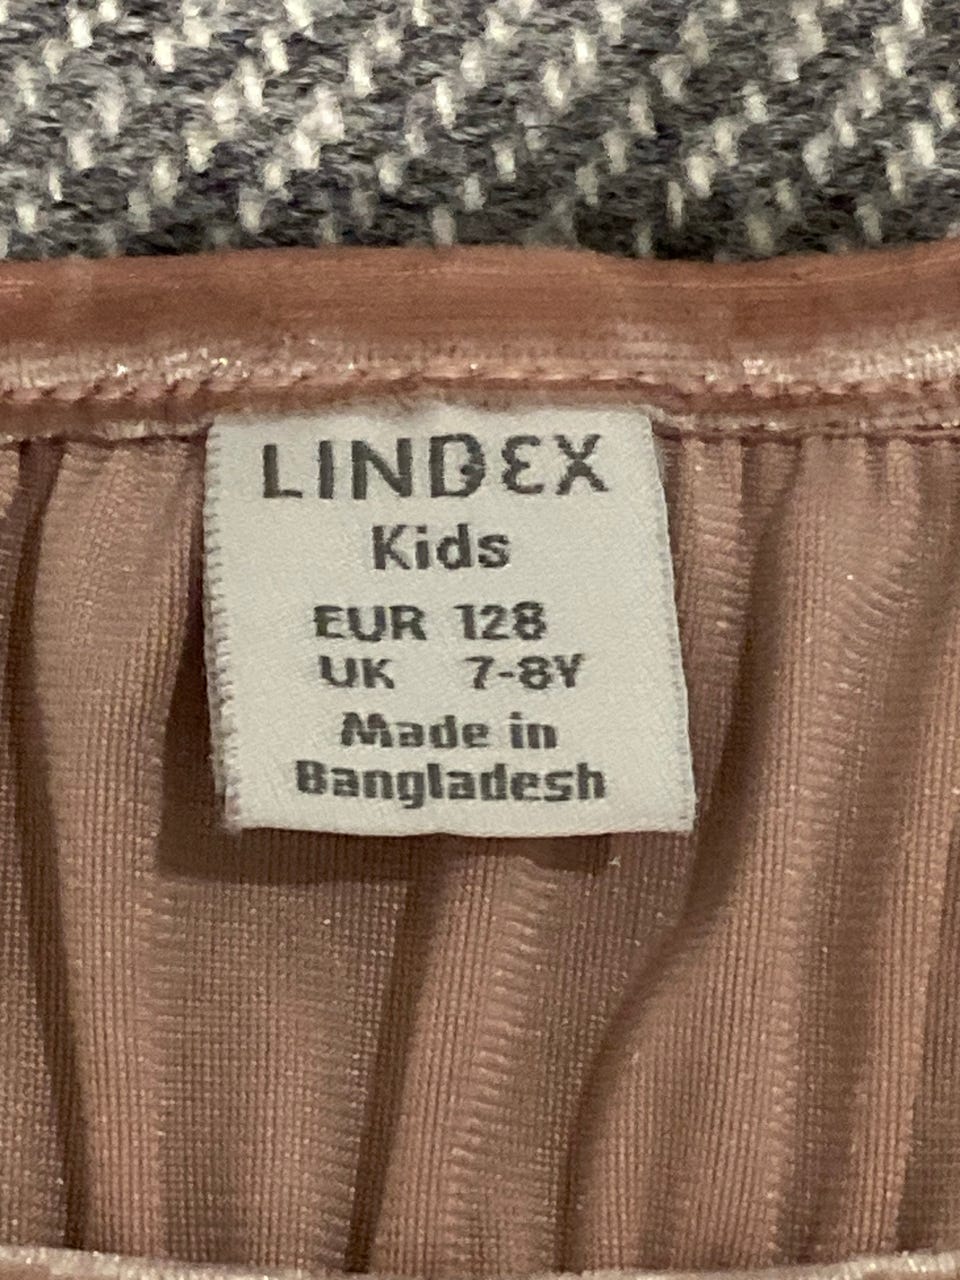 LINDEX
Kids
EUR 128
UK 7-8Y
Made in
Bangladesh